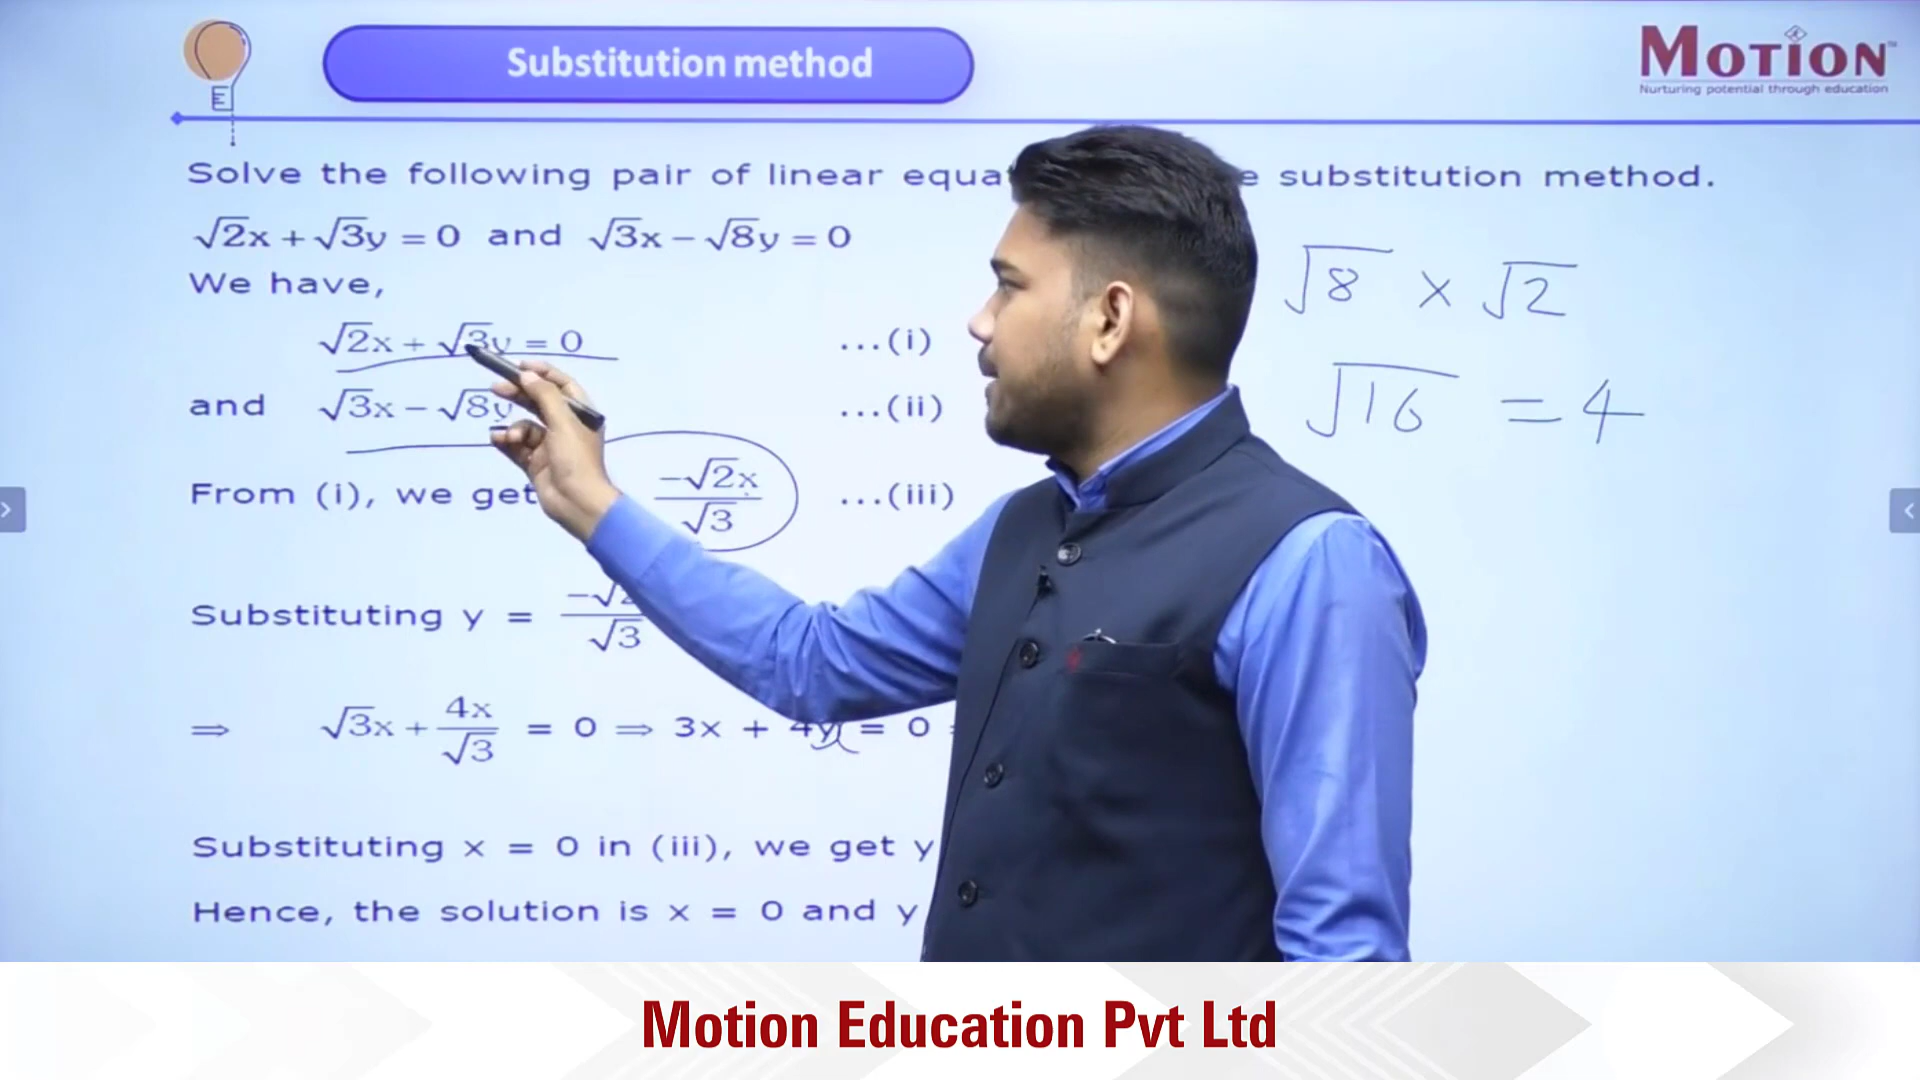 Substitution method
MOTION
Nurturing potential through education
Solve the following pair of linear substitution method.
√2x + √3y = 0 and √3x − √8y = 0
We have,
√2x + √3y = 0 ...(i)
and √3x − √8y ...(ii)
From (i), we get −√2x/√3 ...(iii)
Substituting y = √3
⇒ √3x + 4x/√3 = 0 ⇒ 3x + 4y = 0
Substituting x = 0 in (iii), we get y
Hence, the solution is x = 0 and y
√8 × √2
√16 = 4
Motion Education Pvt Ltd